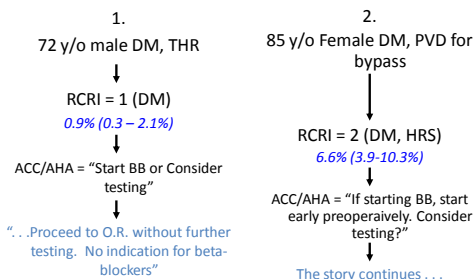 1.
72 y/o male DM, THR
RCRI = 1 (DM)
0.9% (0.3 – 2.1%)
ACC/AHA = “Start BB or Consider
testing”
“. . .Proceed to O.R. without further
testing.  No indication for beta-
blockers”
2.
85 y/o Female DM, PVD for
bypass
RCRI = 2 (DM, HRS)
6.6% (3.9-10.3%)
ACC/AHA = “If starting BB, start
early preoperaively. Consider
testing?”
The story continues . . .